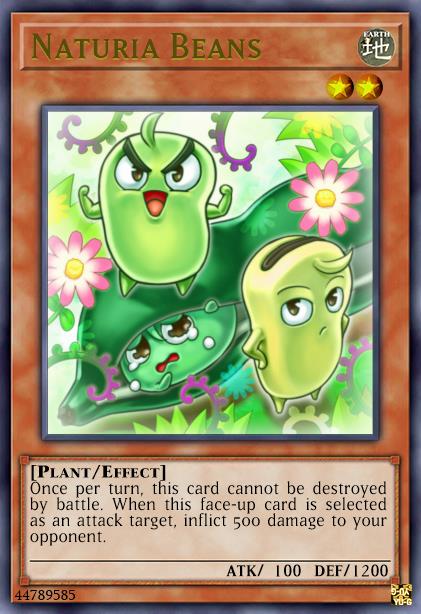 Naturia Beans
EARTH
地
[Plant/Effect]
Once per turn, this card cannot be destroyed
by battle. When this face-up card is selected
as an attack target, inflict 500 damage to your
opponent.
ATK/ 100 DEF/1200
44789585